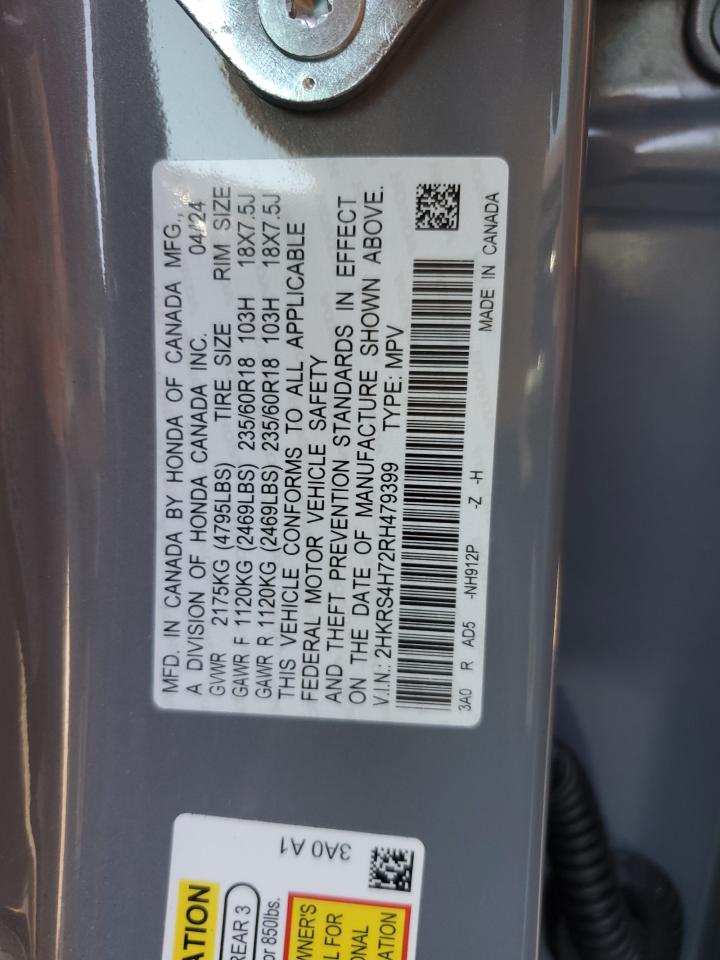 MFD. IN CANADA BY HONDA OF CANADA MFG.,
A DIVISION OF HONDA CANADA INC. 04/24
GVWR 2175KG (4795LBS) TIRE SIZE RIM SIZE
GAWR F 1120KG (2469LBS) 235/60R18 103H 18X7.5J
GAWR R 1120KG (2469LBS) 235/60R18 103H 18X7.5J
THIS VEHICLE CONFORMS TO ALL APPLICABLE
FEDERAL MOTOR VEHICLE SAFETY
AND THEFT PREVENTION STANDARDS IN EFFECT
ON THE DATE OF MANUFACTURE SHOWN ABOVE.
V.I.N.: 2HKRS4H72RH479399 TYPE: MPV
3A0 R AD5 -NH912P -Z -H
MADE IN CANADA
3A0 A1
ATION
REAR 3
or 850lbs.
WNER'S
L FOR
ONAL
ATION